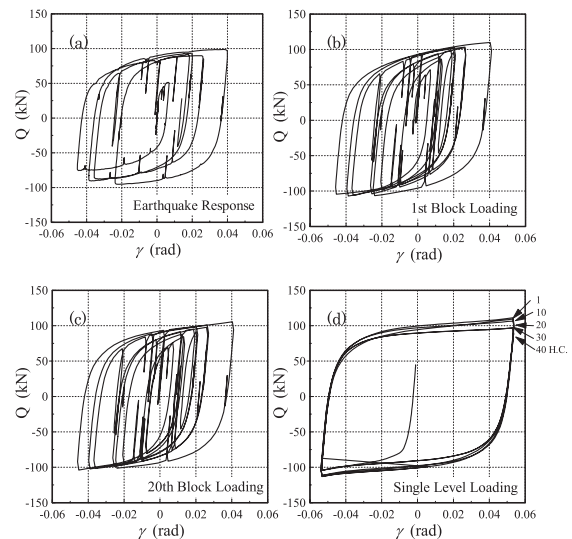 150
100
50
0
-50
-100
-150
Q (kN)
(a)
Earthquake Response
-0.06 -0.04 -0.02 0 0.02 0.04 0.06
γ (rad)
150
100
50
0
-50
-100
-150
Q (kN)
(b)
1st Block Loading
-0.06 -0.04 -0.02 0 0.02 0.04 0.06
γ (rad)
150
100
50
0
-50
-100
-150
Q (kN)
(c)
20th Block Loading
-0.06 -0.04 -0.02 0 0.02 0.04 0.06
γ (rad)
150
100
50
0
-50
-100
-150
Q (kN)
(d)
1
10
20
30
40 H.C.
Single Level Loading
-0.06 -0.04 -0.02 0 0.02 0.04 0.06
γ (rad)